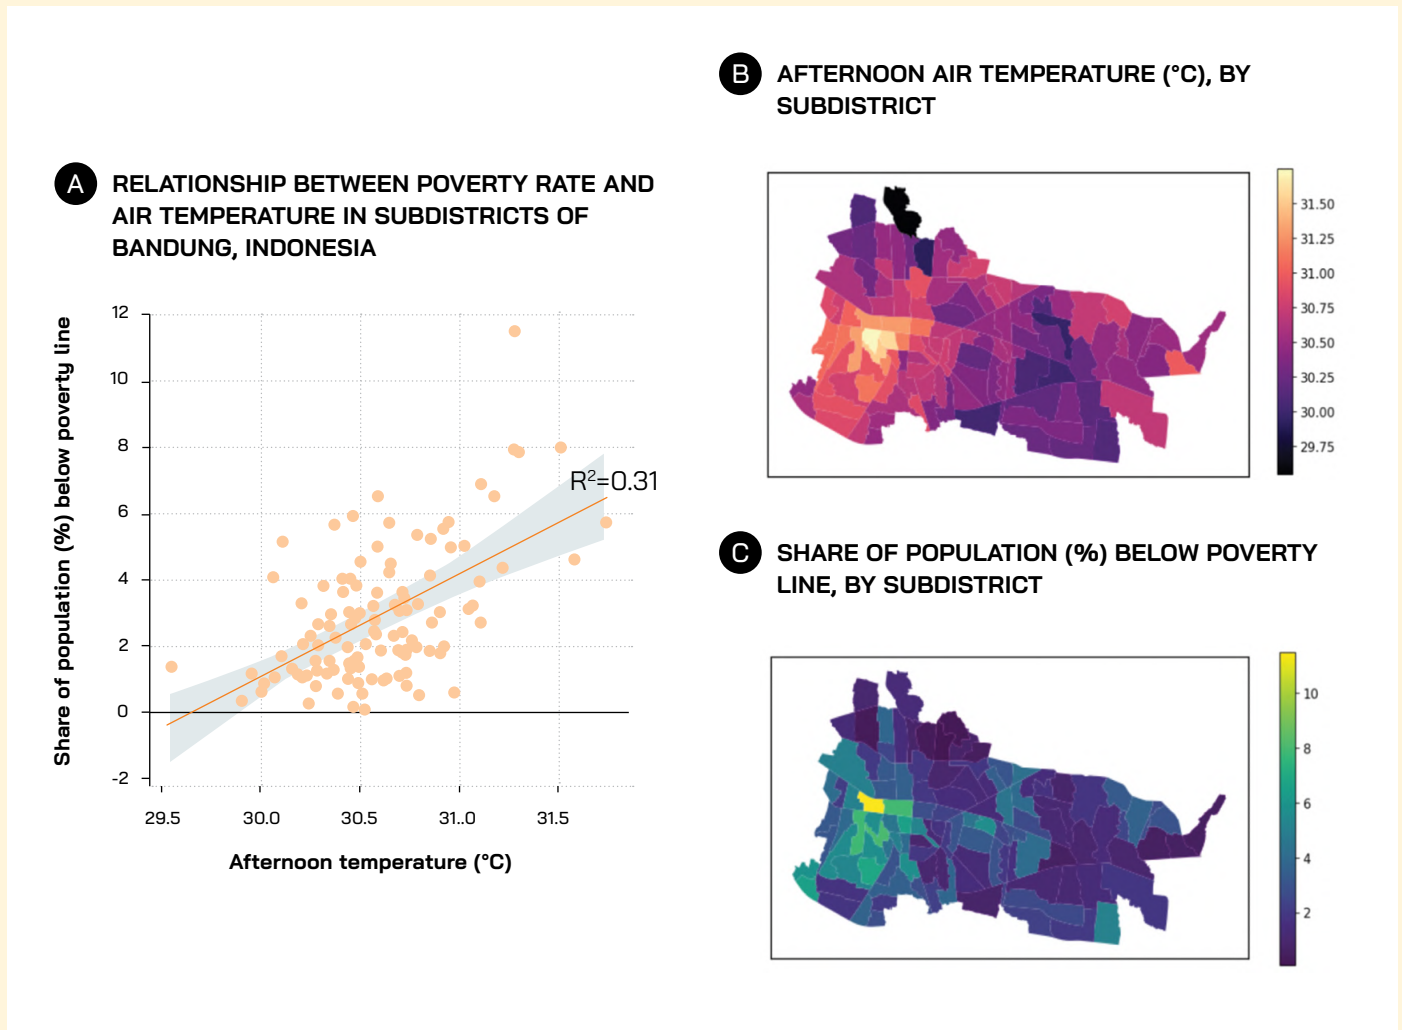 A
RELATIONSHIP BETWEEN POVERTY RATE AND
AIR TEMPERATURE IN SUBDISTRICTS OF
BANDUNG, INDONESIA
Share of population (%) below poverty line
12
10
8
6
4
2
0
-2
R²=0.31
29.5
30.0
30.5
31.0
31.5
Afternoon temperature (°C)
B
AFTERNOON AIR TEMPERATURE (°C), BY
SUBDISTRICT
31.50
31.25
31.00
30.75
30.50
30.25
30.00
29.75
C
SHARE OF POPULATION (%) BELOW POVERTY
LINE, BY SUBDISTRICT
10
8
6
4
2